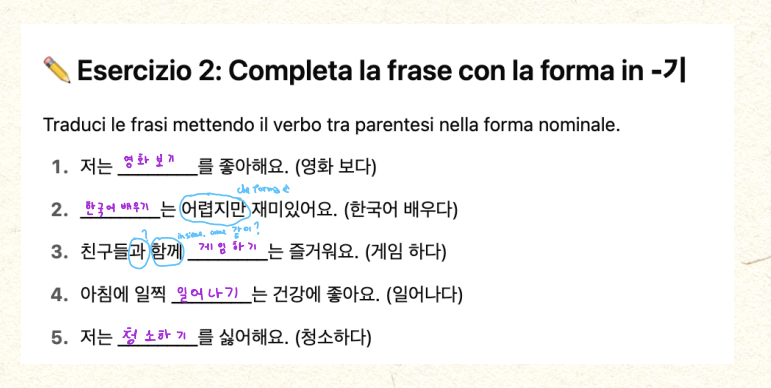 ✏️ Esercizio 2: Completa la frase con la forma in -기
Traduci le frasi mettendo il verbo tra parentesi nella forma nominale.
1. 저는 영화 보기를 좋아해요. (영화 보다)
che forma è
2. 한국어 배우기는 어렵지만 재미있어요. (한국어 배우다)
? insieme, come 같이?
3. 친구들과 함께 게임 하기는 즐거워요. (게임 하다)
4. 아침에 일찍 일어나기는 건강에 좋아요. (일어나다)
5. 저는 청소하기를 싫어해요. (청소하다)